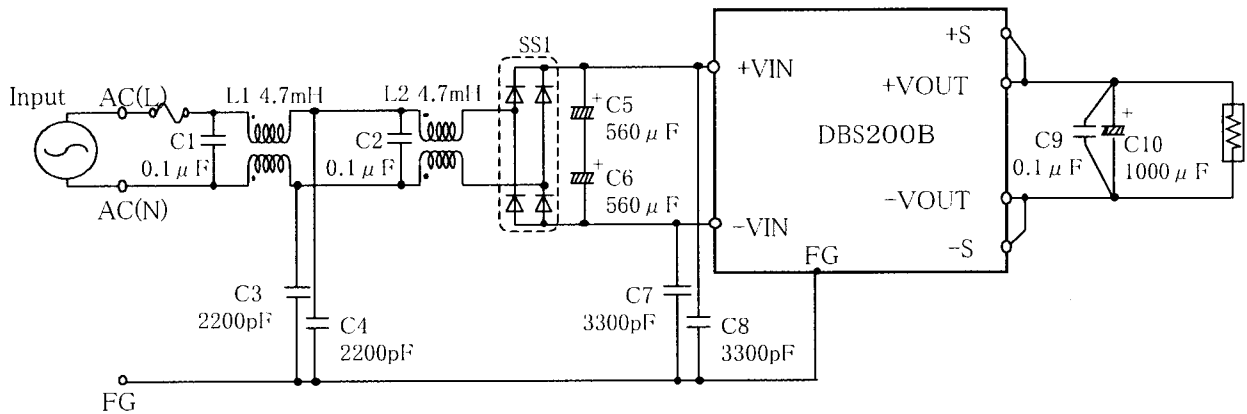 SS1
+S
+VIN
Input
AC(L)
L1 4.7mH
L2 4.7mH
+VOUT
+
C5
560μF
C1
0.1μF
C2
0.1μF
DBS200B
C9
0.1μF
+
C10
1000μF
+
C6
560μF
AC(N)
−VOUT
−VIN
FG
−S
C3
2200pF
C4
2200pF
C7
3300pF
C8
3300pF
FG